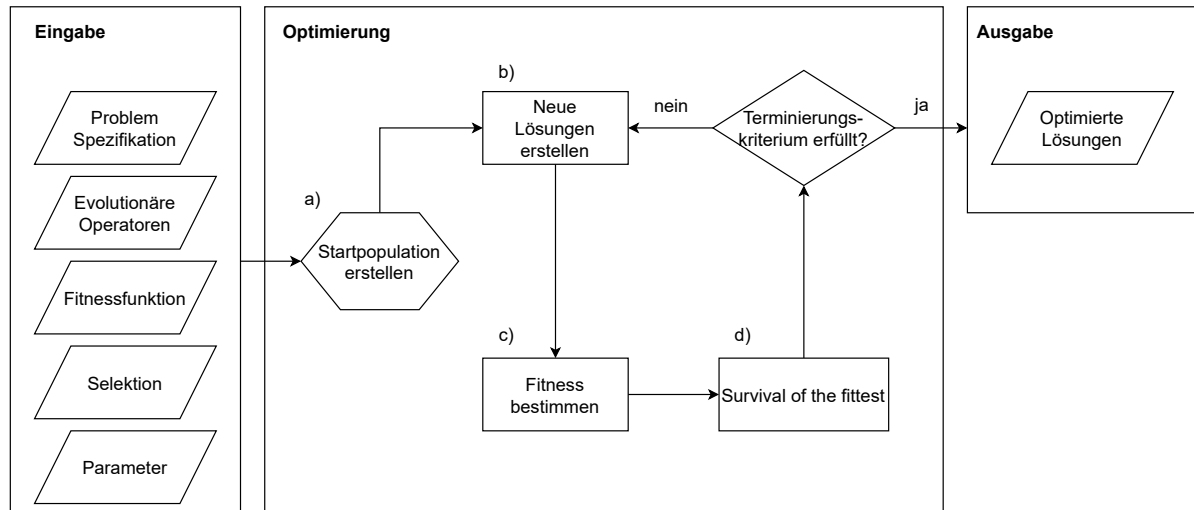 Eingabe
Problem
Spezifikation
Evolutionäre
Operatoren
Fitnessfunktion
Selektion
Parameter
Optimierung
a)
Startpopulation
erstellen
b)
Neue
Lösungen
erstellen
c)
Fitness
bestimmen
d)
Survival of the fittest
Terminierungs-
kriterium erfüllt?
nein
ja
Ausgabe
Optimierte
Lösungen